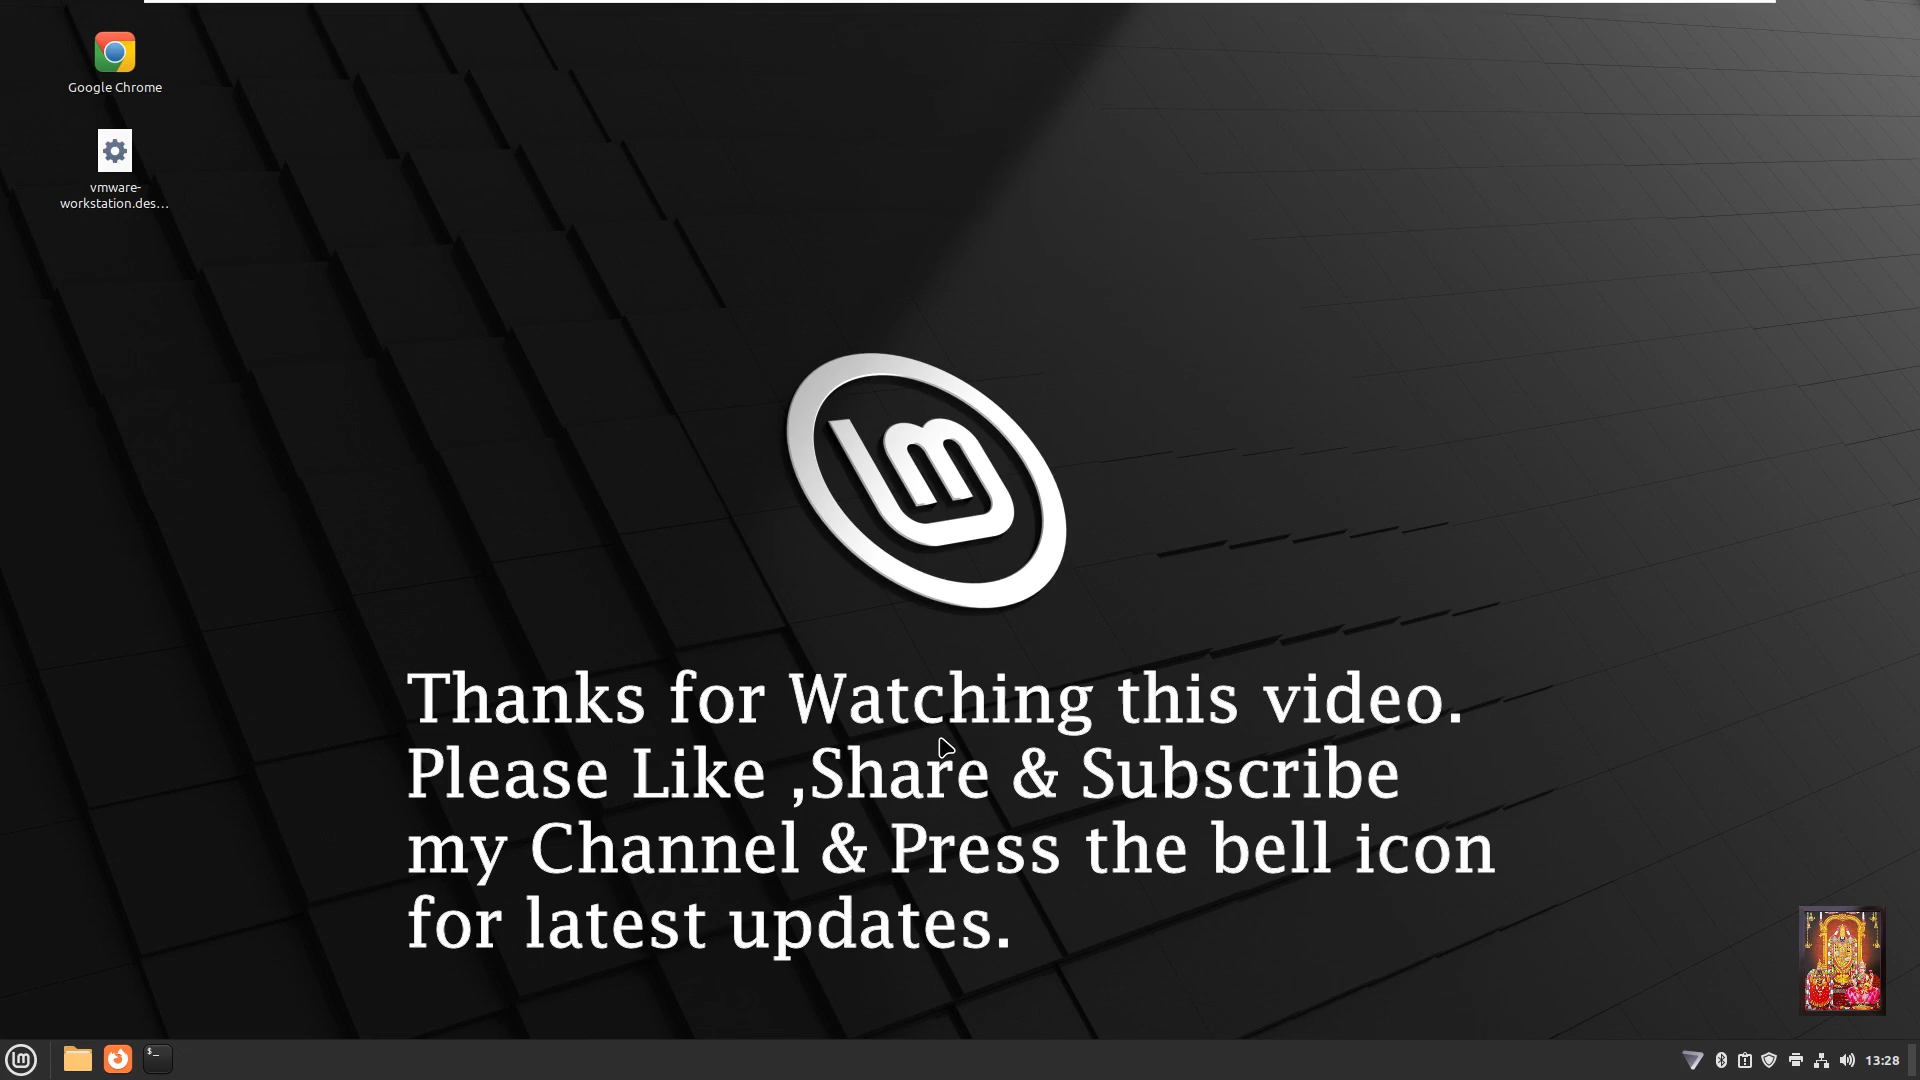 Google Chrome
vmware-
workstation.des...
Thanks for Watching this video.
Please Like ,Share & Subscribe
my Channel & Press the bell icon
for latest updates.
13:28